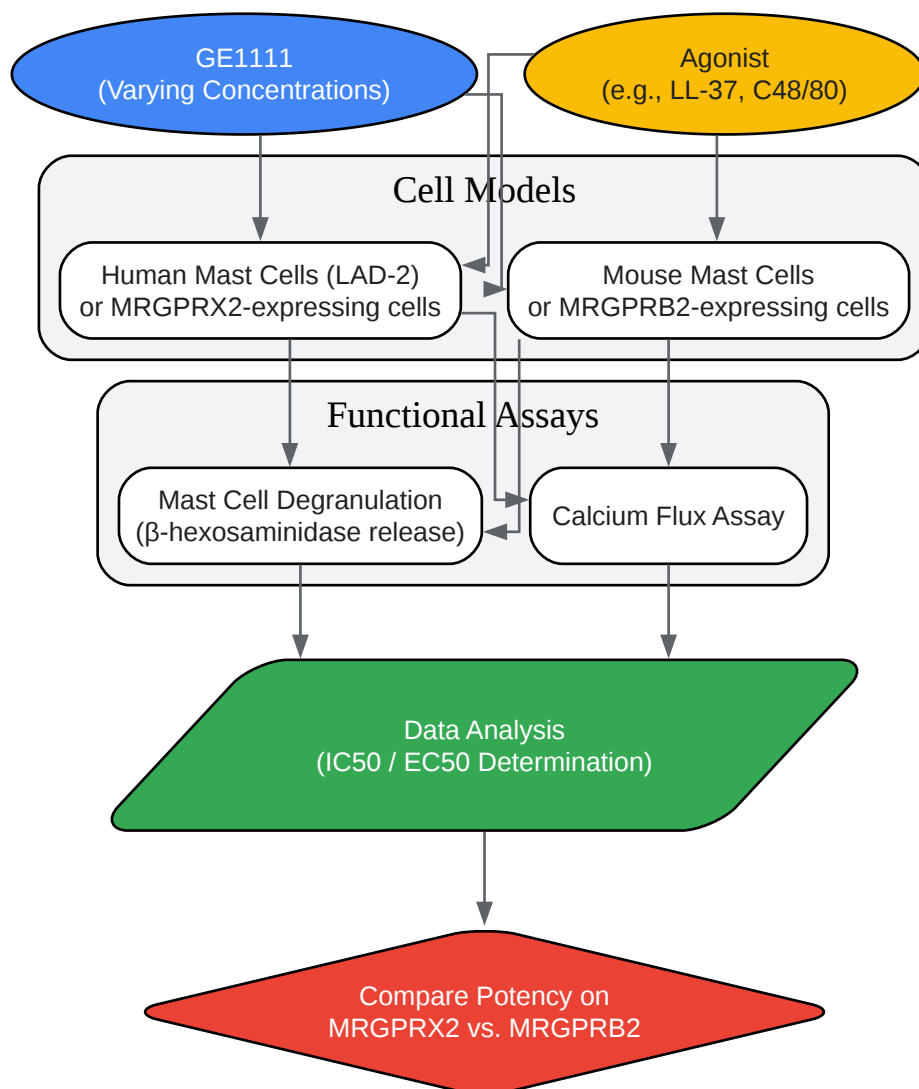 GE1111
(Varying Concentrations)
Agonist
(e.g., LL-37, C48/80)
Cell Models
Human Mast Cells (LAD-2)
or MRGPRX2-expressing cells
Mouse Mast Cells
or MRGPRB2-expressing cells
Functional Assays
Mast Cell Degranulation
(β-hexosaminidase release)
Calcium Flux Assay
Data Analysis
(IC50 / EC50 Determination)
Compare Potency on
MRGPRX2 vs. MRGPRB2